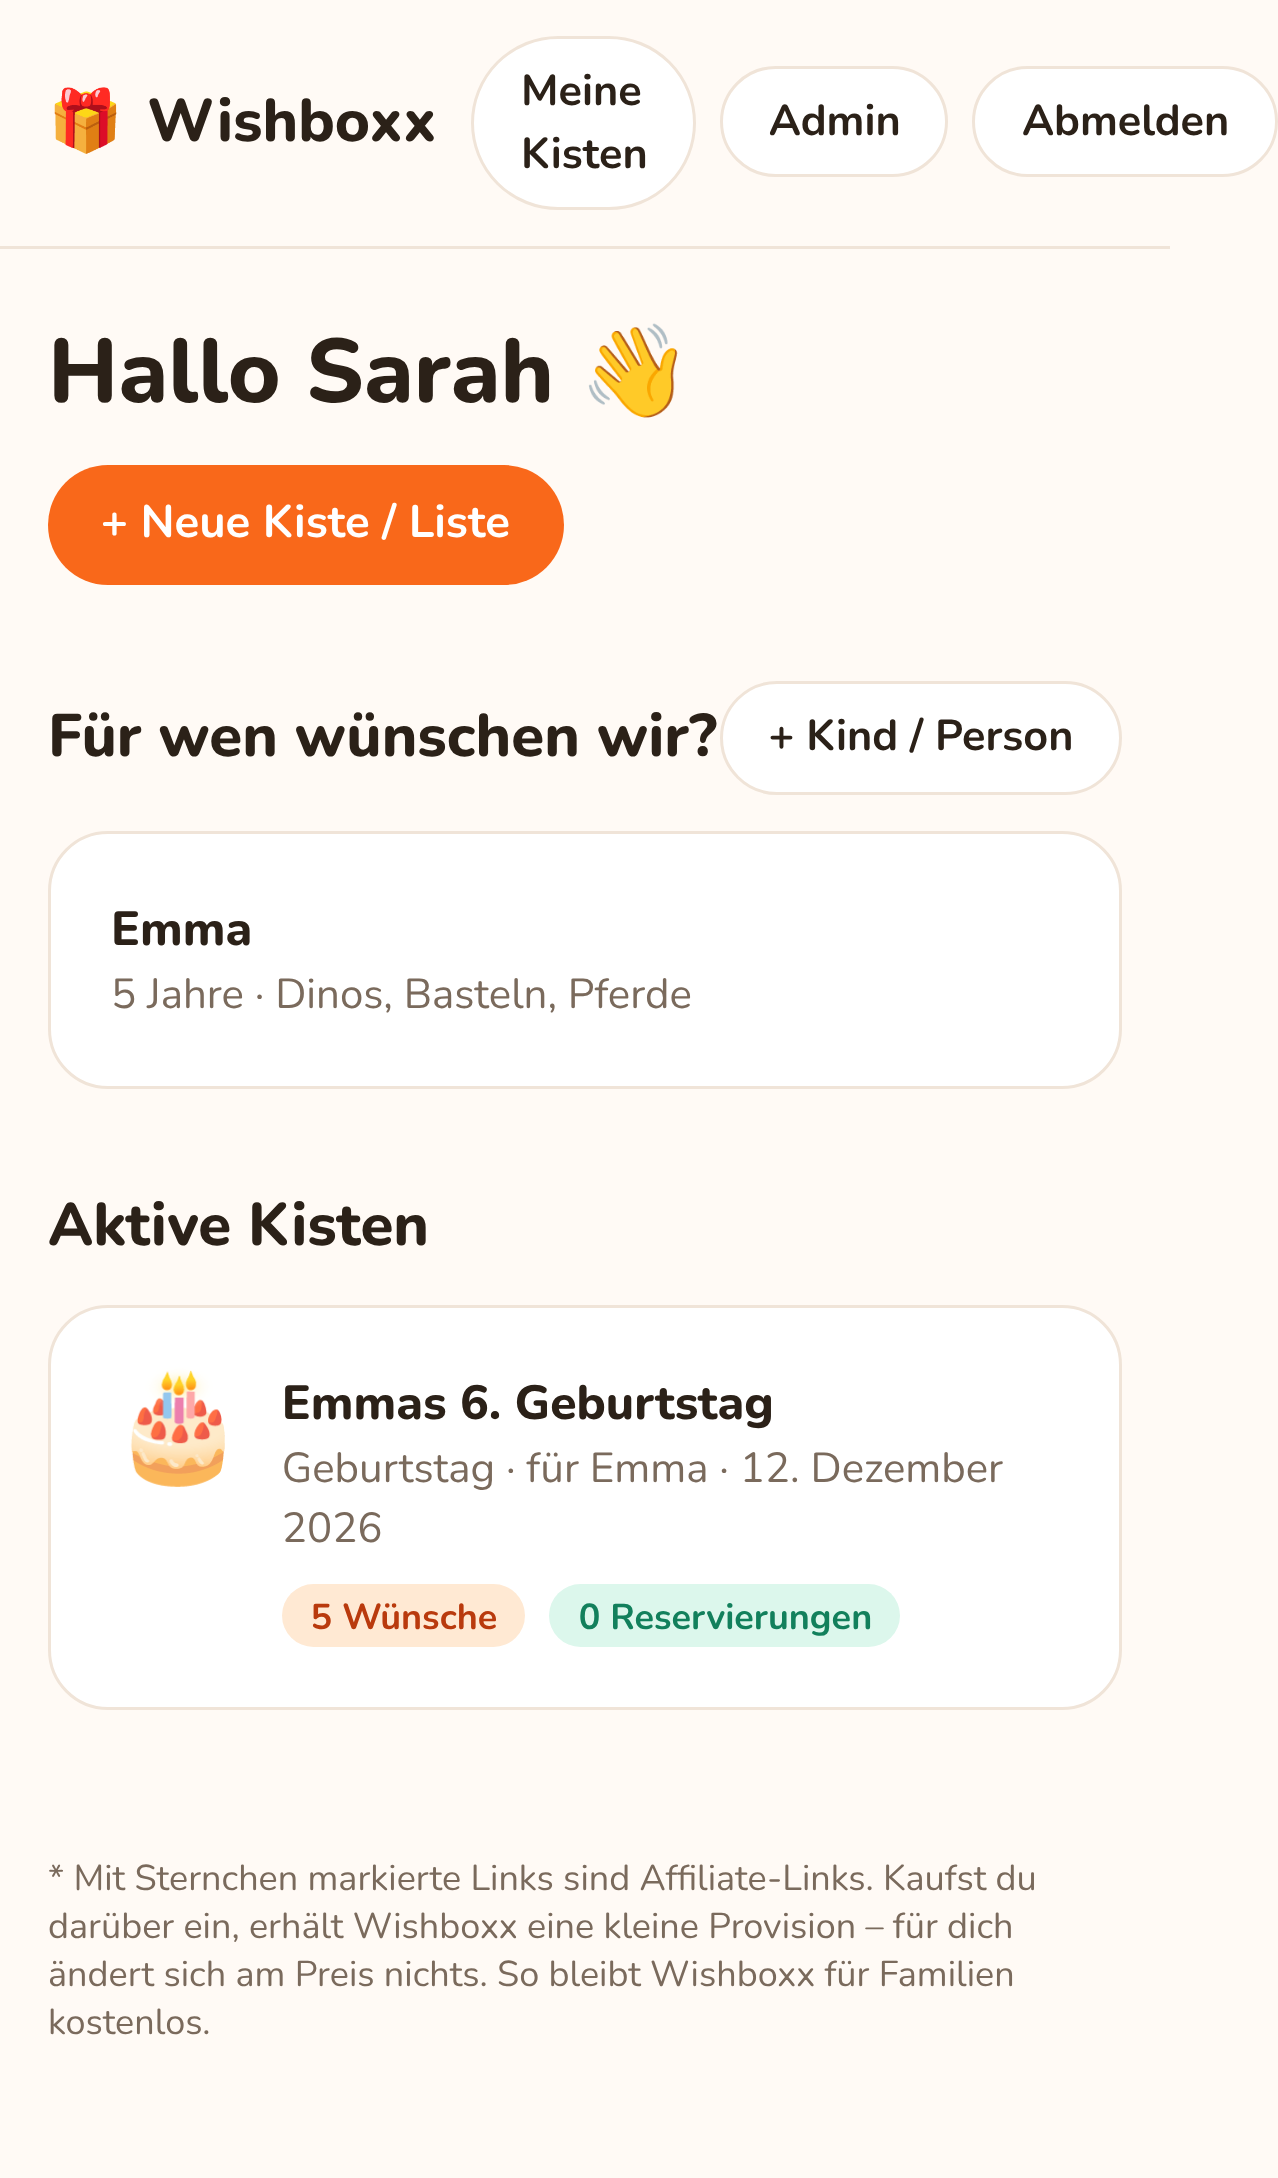 Wishboxx
Meine
Kisten
Admin
Abmelden
Hallo Sarah
+ Neue Kiste / Liste
Für wen wünschen wir?
+ Kind / Person
Emma
5 Jahre · Dinos, Basteln, Pferde
Aktive Kisten
Emmas 6. Geburtstag
Geburtstag · für Emma · 12. Dezember
2026
5 Wünsche
0 Reservierungen
* Mit Sternchen markierte Links sind Affiliate-Links. Kaufst du
darüber ein, erhält Wishboxx eine kleine Provision – für dich
ändert sich am Preis nichts. So bleibt Wishboxx für Familien
kostenlos.